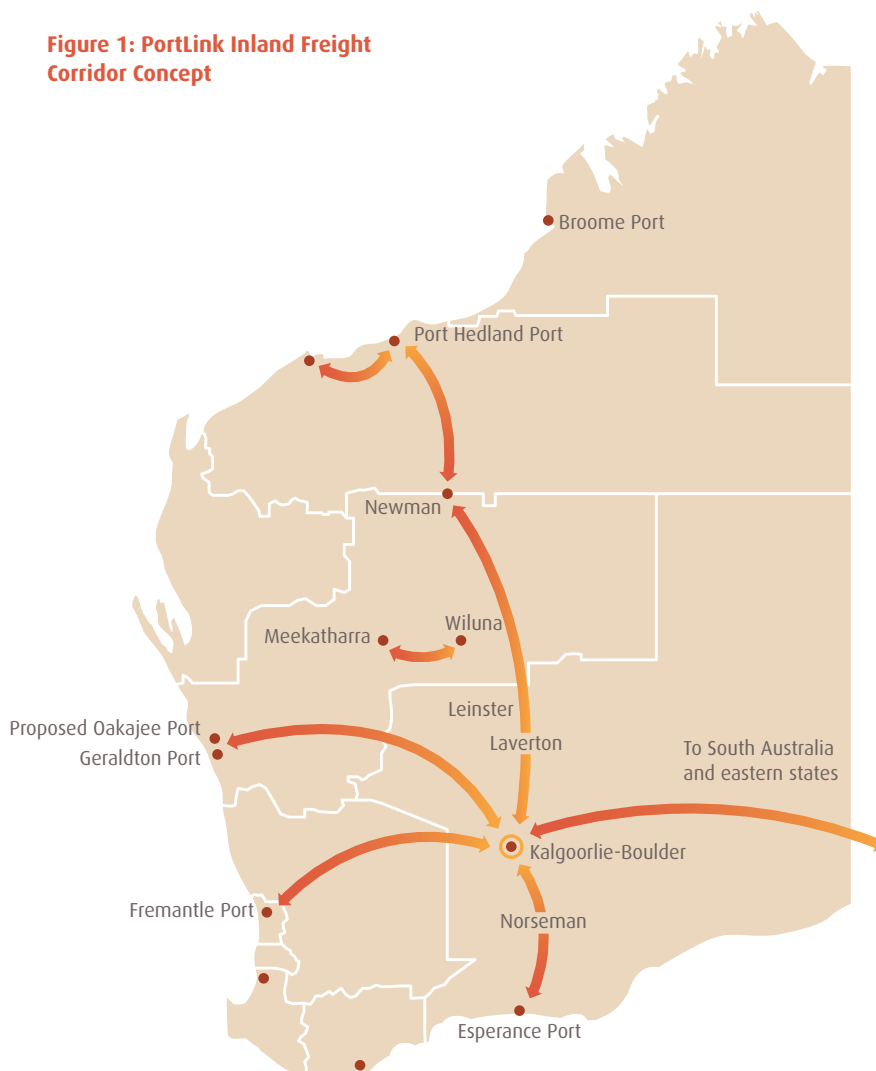 Figure 1: PortLink Inland Freight
Corridor Concept
Broome Port
Port Hedland Port
Newman
Wiluna
Meekatharra
Leinster
Proposed Oakajee Port
Laverton
Geraldton Port
To South Australia
and eastern states
Kalgoorlie-Boulder
Fremantle Port
Norseman
Esperance Port